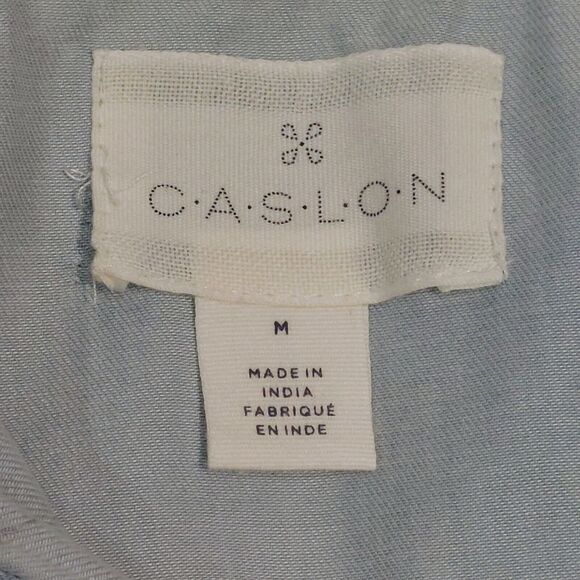 C·A·S·L·O·N
M
MADE IN
INDIA
FABRIQUÉ
EN INDE